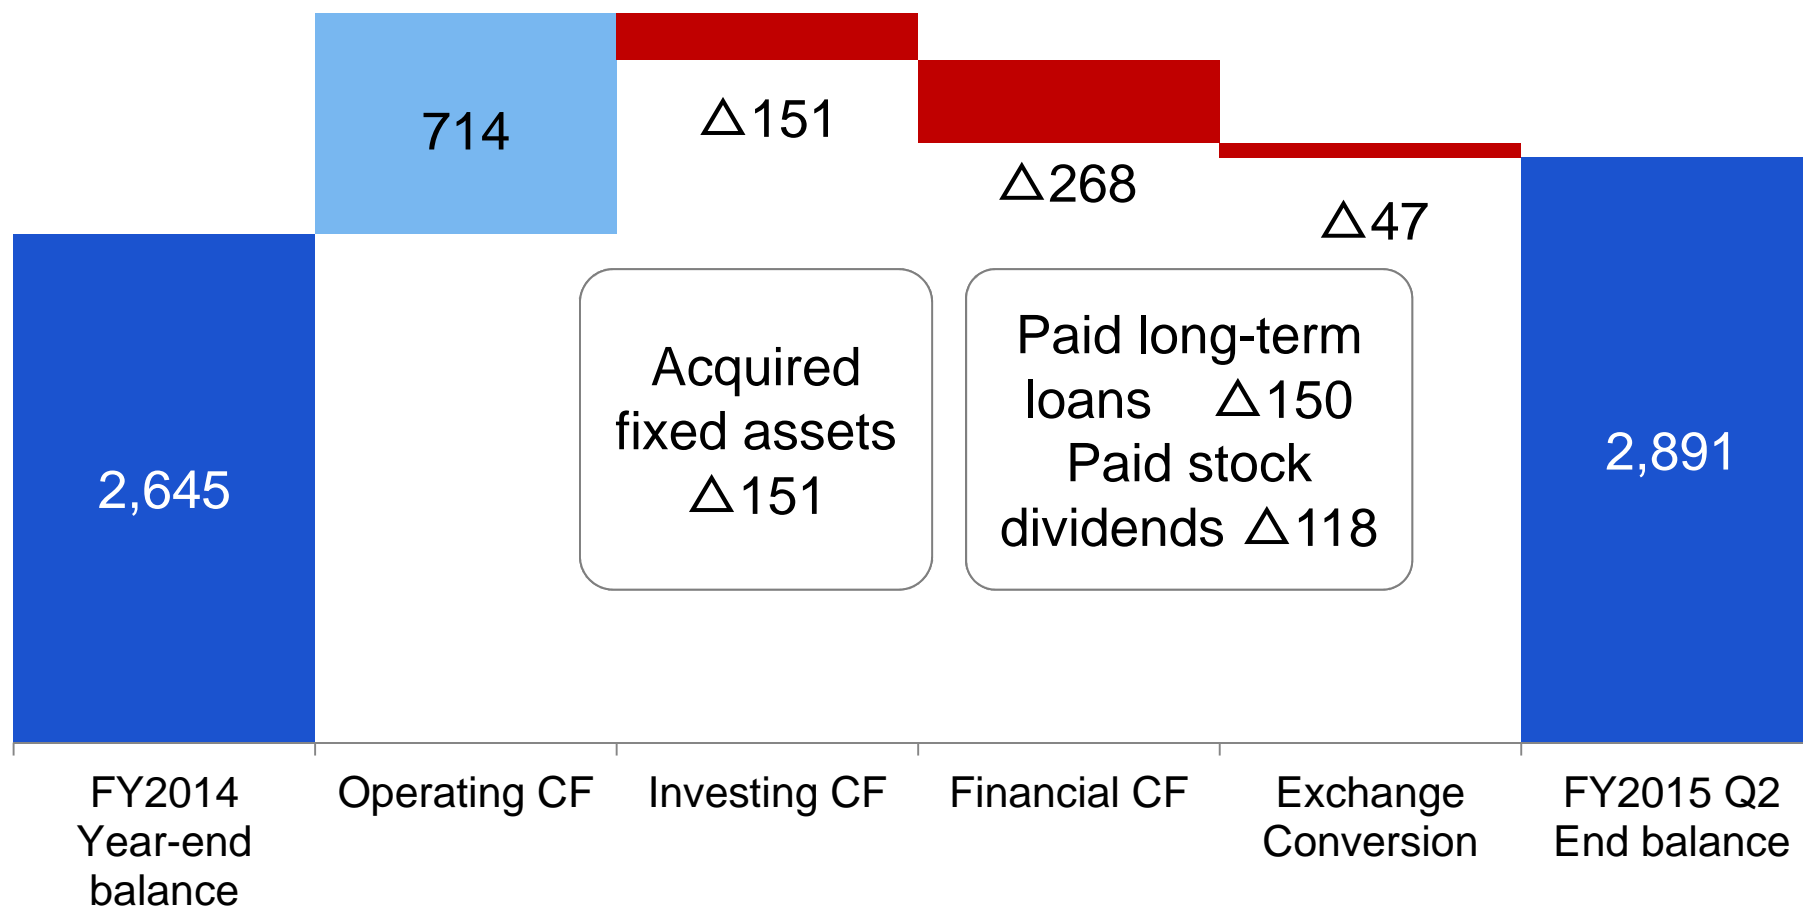 714
△151
△268
△47
2,645
Acquired
fixed assets
△151
Paid long-term
loans △150
Paid stock
dividends △118
2,891
FY2014
Year-end
balance
Operating CF
Investing CF
Financial CF
Exchange
Conversion
FY2015 Q2
End balance